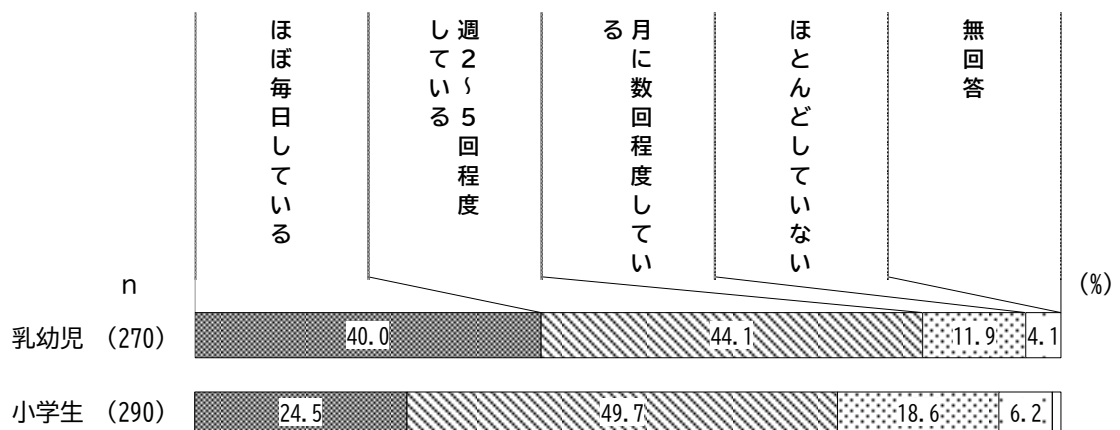 ほぼ毎日している
週２～５回程度
している
月に数回程度してい
る
ほとんどしていない
無回答
n
(%)
乳幼児 (270)
40.0
44.1
11.9
4.1
小学生 (290)
24.5
49.7
18.6
6.2